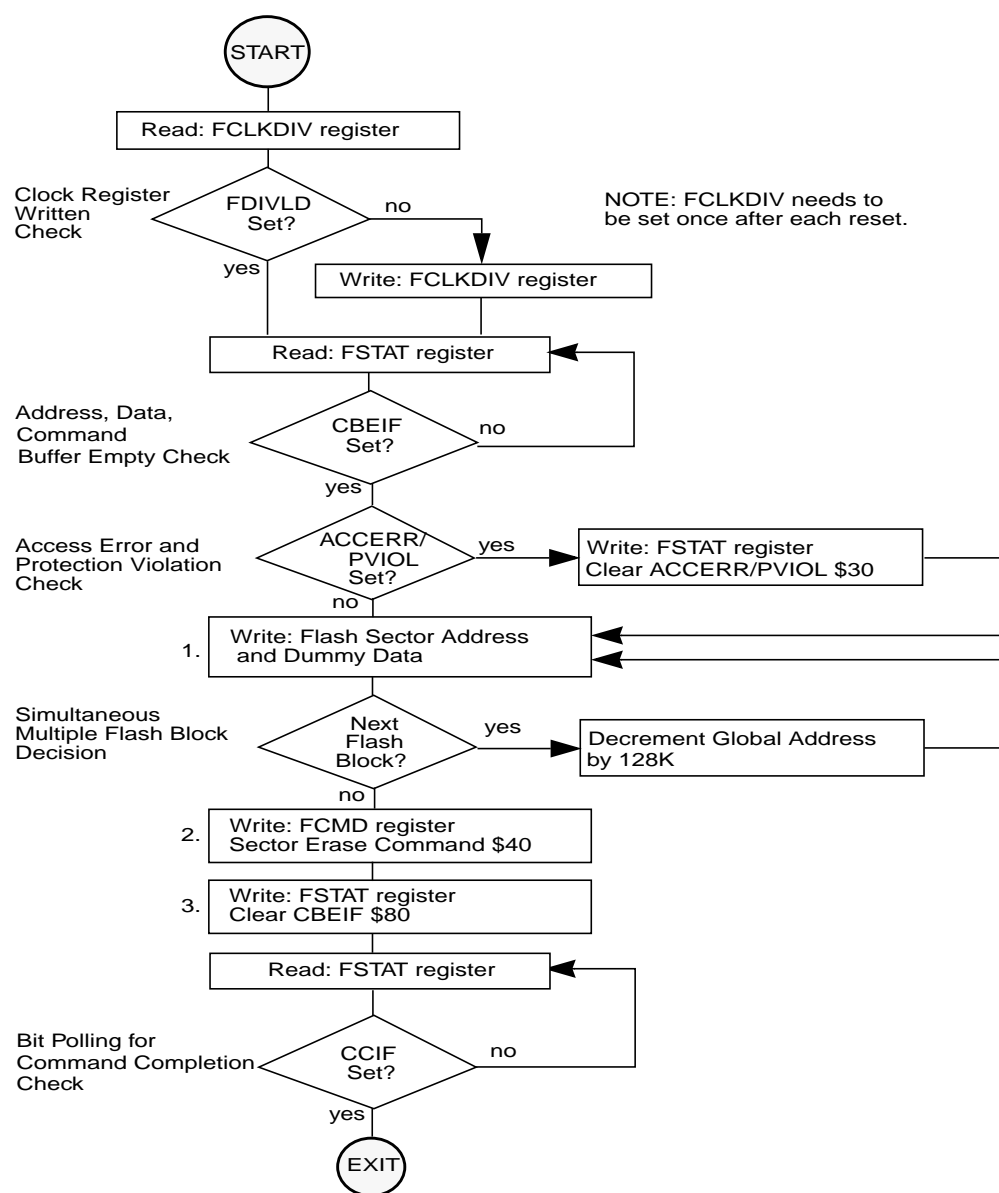 START
Read: FCLKDIV register
Clock Register
Written
Check
FDIVLD
Set?
no
yes
NOTE: FCLKDIV needs to
be set once after each reset.
Write: FCLKDIV register
Read: FSTAT register
Address, Data,
Command
Buffer Empty Check
CBEIF
Set?
no
yes
Access Error and
Protection Violation
Check
ACCERR/
PVIOL
Set?
yes
no
Write: FSTAT register
Clear ACCERR/PVIOL $30
1.
Write: Flash Sector Address
and Dummy Data
Simultaneous
Multiple Flash Block
Decision
Next
Flash
Block?
yes
no
Decrement Global Address
by 128K
2.
Write: FCMD register
Sector Erase Command $40
3.
Write: FSTAT register
Clear CBEIF $80
Read: FSTAT register
Bit Polling for
Command Completion
Check
CCIF
Set?
no
yes
EXIT